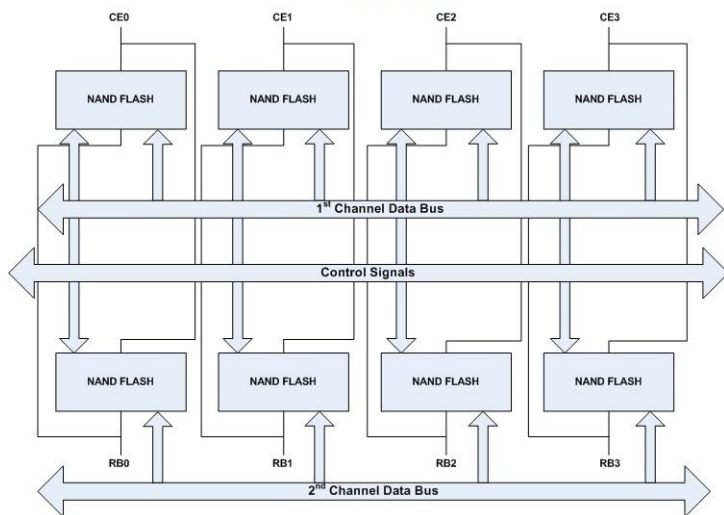 CE0 CE1 CE2 CE3
NAND FLASH NAND FLASH NAND FLASH NAND FLASH
1st Channel Data Bus
Control Signals
NAND FLASH NAND FLASH NAND FLASH NAND FLASH
RB0 RB1 RB2 RB3
2nd Channel Data Bus